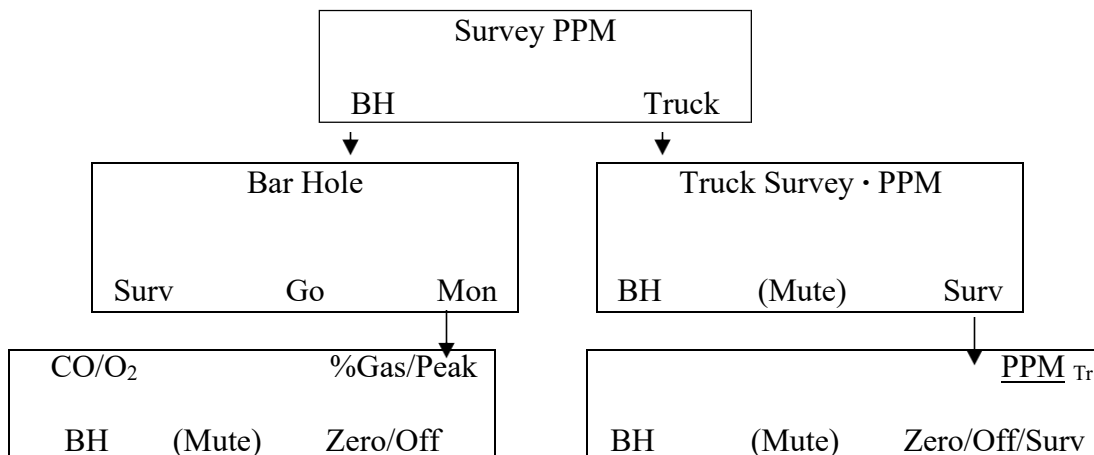 Survey PPM
BH Truck
Bar Hole
Surv Go Mon
Truck Survey · PPM
BH (Mute) Surv
CO/O₂ %Gas/Peak
BH (Mute) Zero/Off
PPM Tr
BH (Mute) Zero/Off/Surv